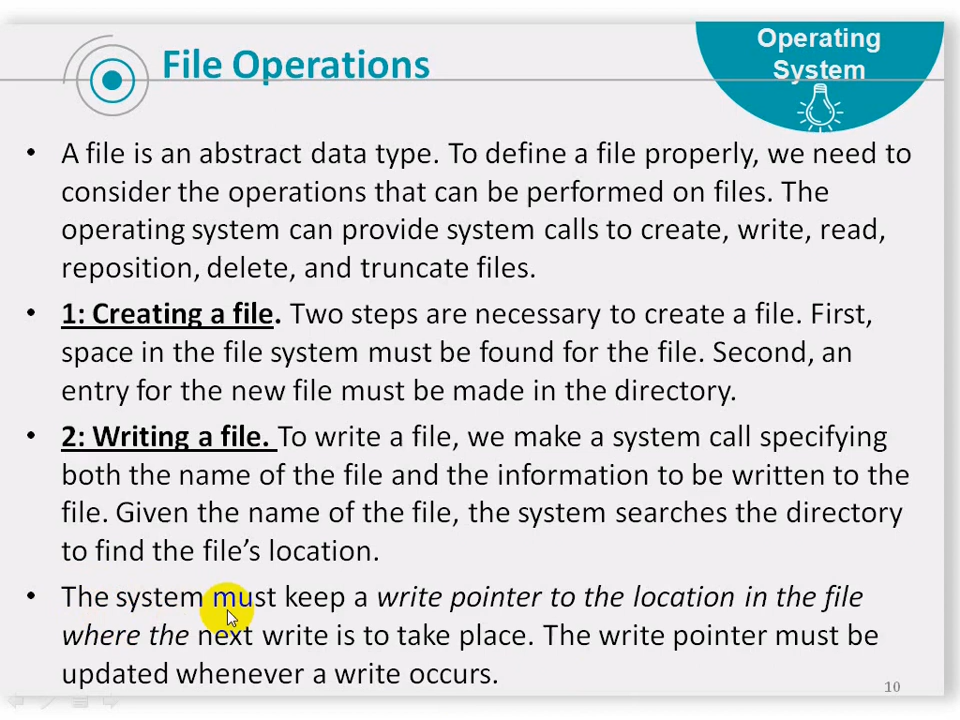 File Operations
Operating
System
• A file is an abstract data type. To define a file properly, we need to
consider the operations that can be performed on files. The
operating system can provide system calls to create, write, read,
reposition, delete, and truncate files.
• 1: Creating a file. Two steps are necessary to create a file. First,
space in the file system must be found for the file. Second, an
entry for the new file must be made in the directory.
• 2: Writing a file. To write a file, we make a system call specifying
both the name of the file and the information to be written to the
file. Given the name of the file, the system searches the directory
to find the file’s location.
• The system must keep a write pointer to the location in the file
where the next write is to take place. The write pointer must be
updated whenever a write occurs.
10